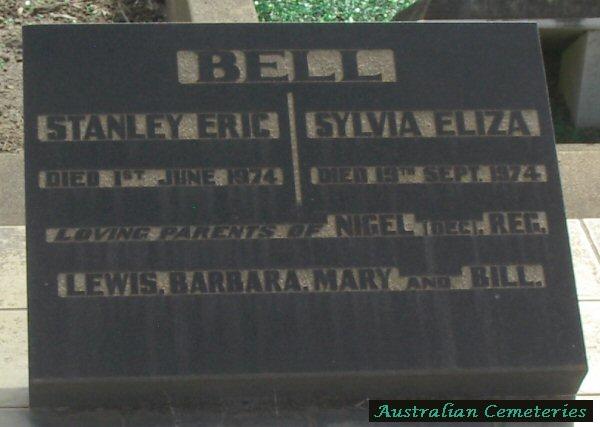 BELL
STANLEY ERIC
DIED 1ST JUNE 1974
SYLVIA ELIZA
DIED 19TH SEPT. 1974
LOVING PARENTS OF NIGEL (DEC). REG.
LEWIS. BARBARA. MARY AND BILL.
Australian Cemeteries